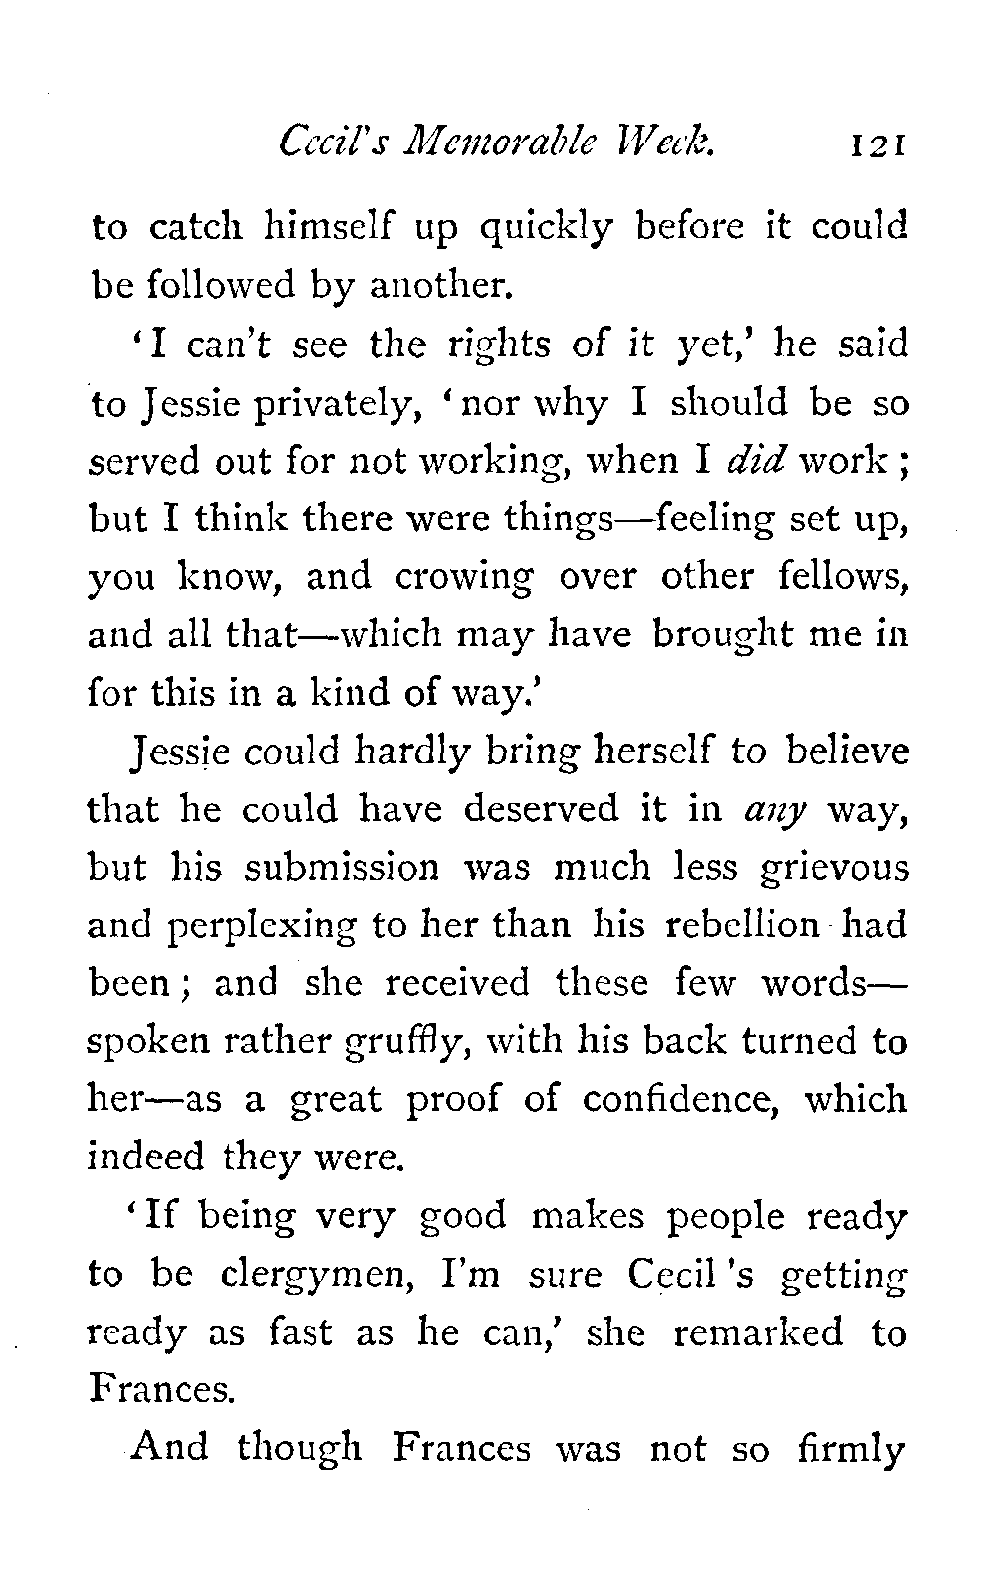 Cecil's Memorable Week. 121
to catch himself up quickly before it could
be followed by another.
‘I can't see the rights of it yet,’ he said
to Jessie privately, ‘nor why I should be so
served out for not working, when I did work ;
but I think there were things—feeling set up,
you know, and crowing over other fellows,
and all that—which may have brought me in
for this in a kind of way.’
Jessie could hardly bring herself to believe
that he could have deserved it in any way,
but his submission was much less grievous
and perplexing to her than his rebellion had
been ; and she received these few words—
spoken rather gruffly, with his back turned to
her—as a great proof of confidence, which
indeed they were.
‘If being very good makes people ready
to be clergymen, I'm sure Cecil 's getting
ready as fast as he can,’ she remarked to
Frances.
And though Frances was not so firmly